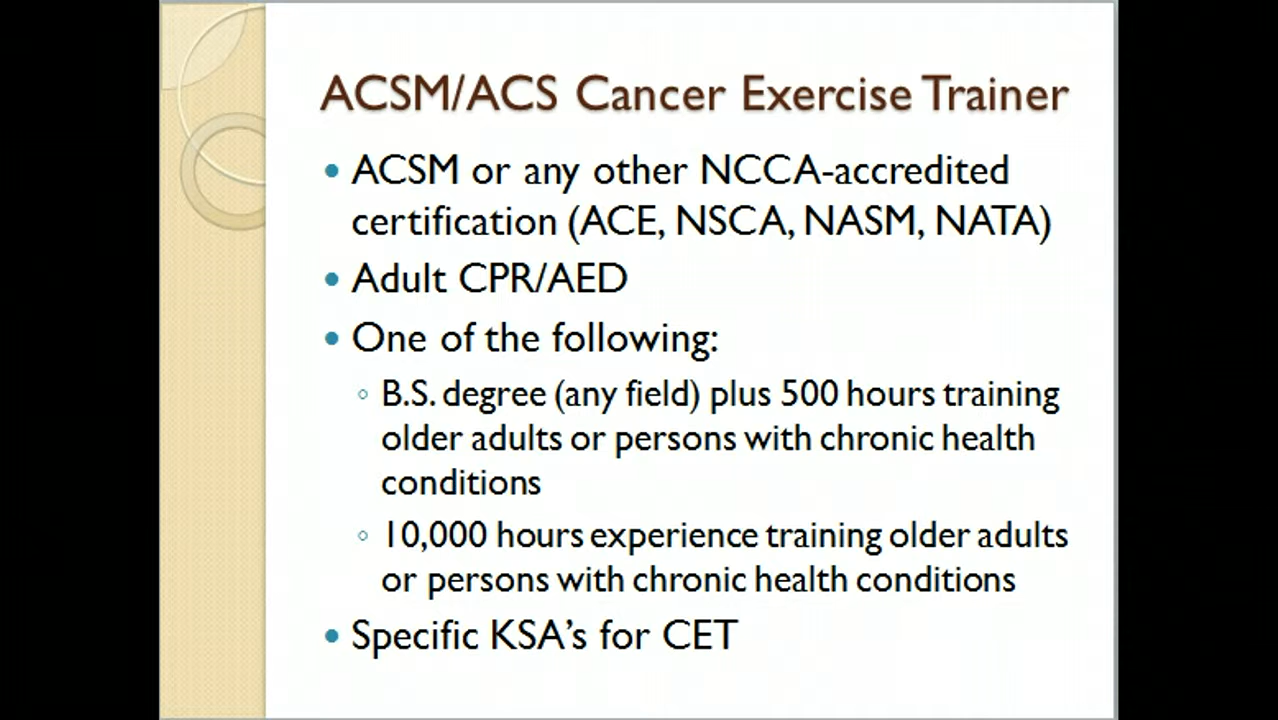 ACSM/ACS Cancer Exercise Trainer
• ACSM or any other NCCA-accredited
certification (ACE, NSCA, NASM, NATA)
• Adult CPR/AED
• One of the following:
◦ B.S. degree (any field) plus 500 hours training
older adults or persons with chronic health
conditions
◦ 10,000 hours experience training older adults
or persons with chronic health conditions
• Specific KSA's for CET